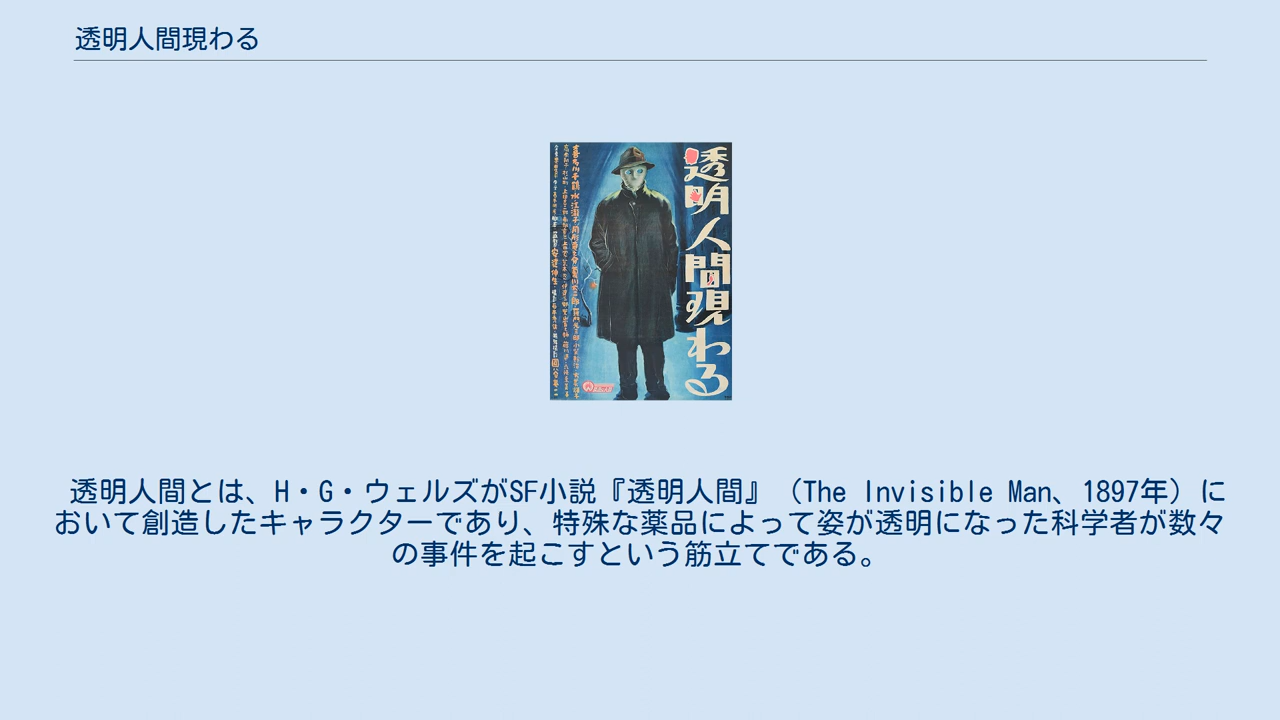 透明人間現わる
透明人間現わる
透明人間とは、H・G・ウェルズがSF小説『透明人間』（The Invisible Man、1897年）に
おいて創造したキャラクターであり、特殊な薬品によって姿が透明になった科学者が数々
の事件を起こすという筋立てである。